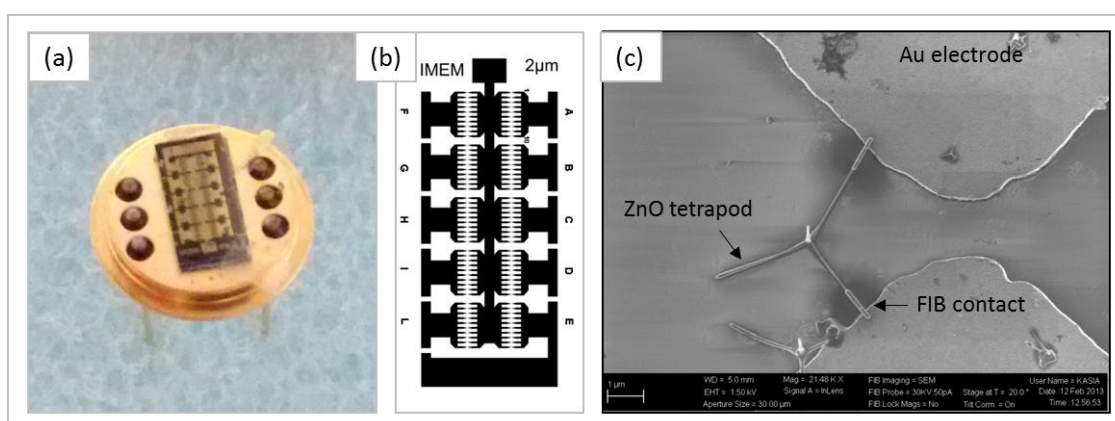 (a)
(b)
IMEM 2µm
1
10
F A
G B
H C
I D
L E
(c)
Au electrode
ZnO tetrapod
FIB contact
1 µm
WD = 5.0 mm Mag = 21.48 K X FIB Imaging = SEM User Name = KASIA
EHT = 1.50 kV Signal A = InLens FIB Probe = 30KV:50pA Stage at T = 20.0 ° Date :12 Feb 2013
Aperture Size = 30.00 µm FIB Lock Mags = No Tilt Corrn. = On Time :12:56:53